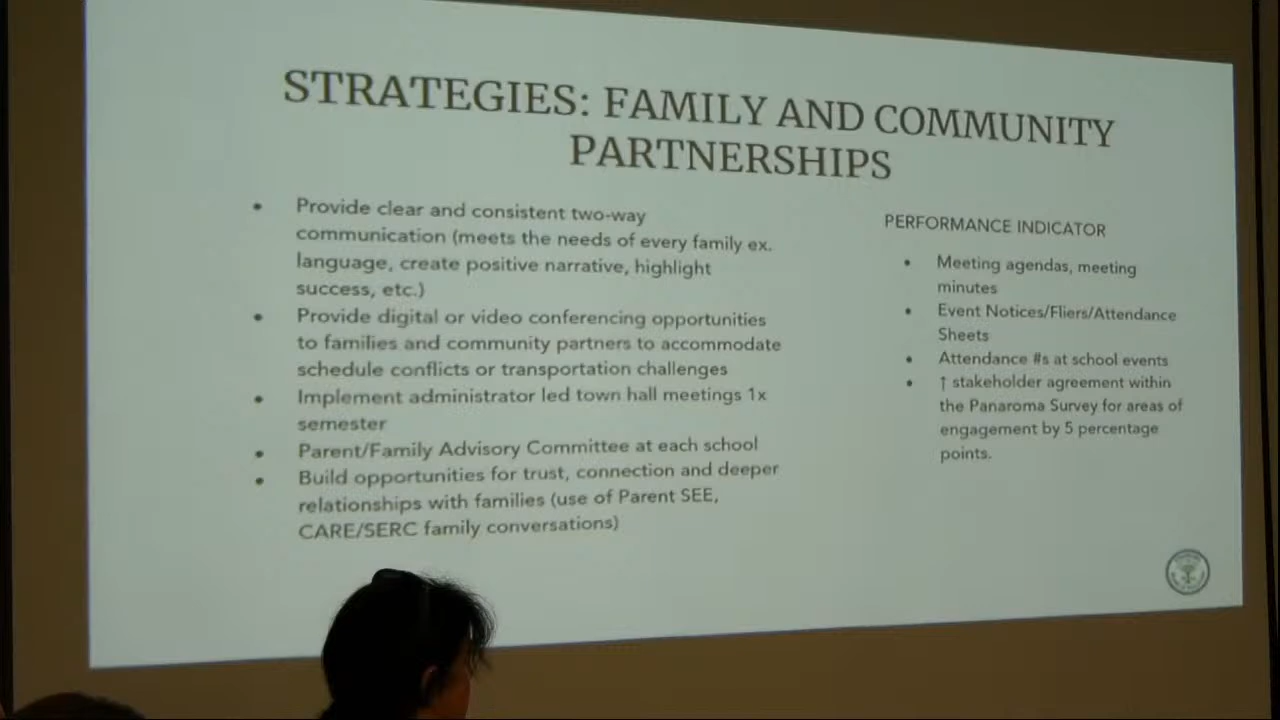 STRATEGIES: FAMILY AND COMMUNITY
PARTNERSHIPS
• Provide clear and consistent two-way
communication (meets the needs of every family ex.
language, create positive narrative, highlight
success, etc.)
• Provide digital or video conferencing opportunities
to families and community partners to accommodate
schedule conflicts or transportation challenges
• Implement administrator led town hall meetings 1x
semester
• Parent/Family Advisory Committee at each school
• Build opportunities for trust, connection and deeper
relationships with families (use of Parent SEE,
CARE/SERC family conversations)
PERFORMANCE INDICATOR
• Meeting agendas, meeting
minutes
• Event Notices/Fliers/Attendance
Sheets
• Attendance #s at school events
• ↑ stakeholder agreement within
the Panaroma Survey for areas of
engagement by 5 percentage
points.